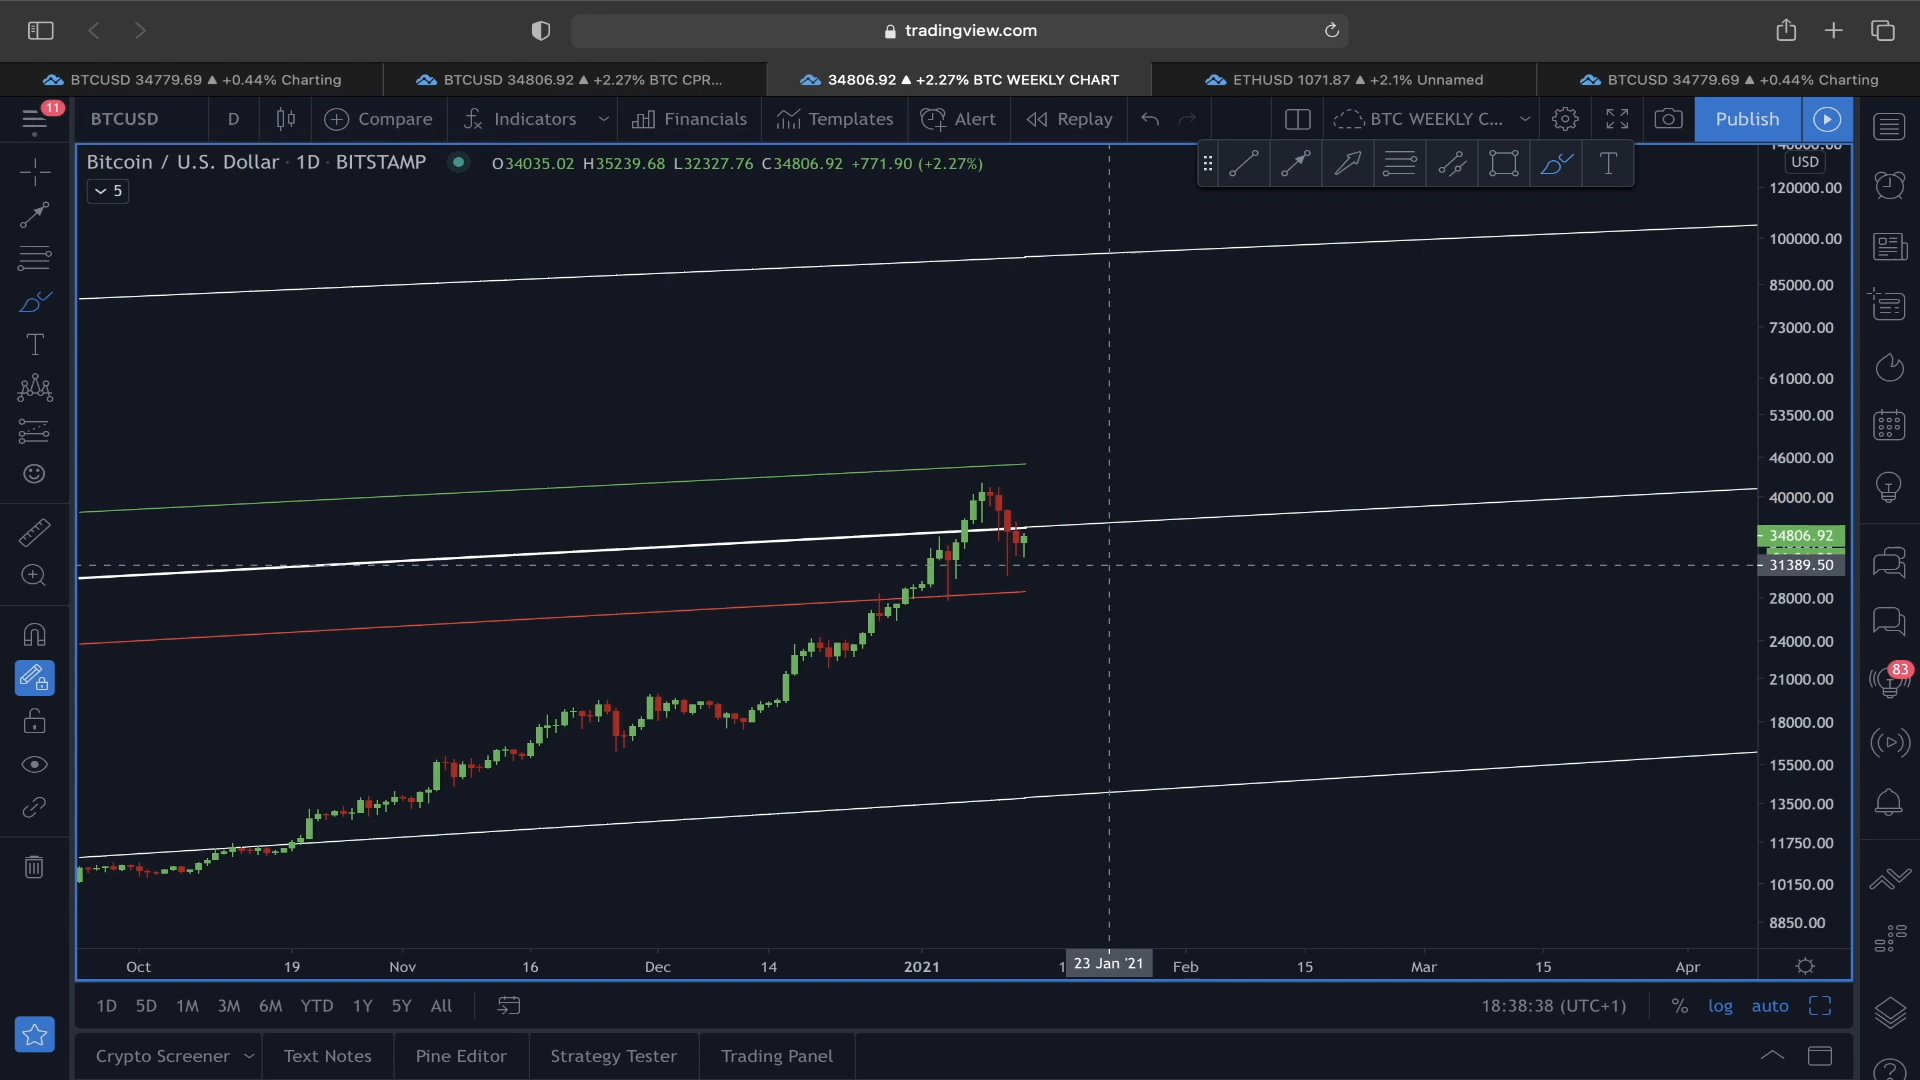 tradingview.com
BTCUSD 34779.69 ▲ +0.44% Charting
BTCUSD 34806.92 ▲ +2.27% BTC CPR...
34806.92 ▲ +2.27% BTC WEEKLY CHART
ETHUSD 1071.87 ▲ +2.1% Unnamed
BTCUSD 34779.69 ▲ +0.44% Charting
11
BTCUSD
D
Compare
Indicators
Financials
Templates
Alert
Replay
BTC WEEKLY C...
Publish
Bitcoin / U.S. Dollar · 1D · BITSTAMP
O34035.02 H35239.68 L32327.76 C34806.92 +771.90 (+2.27%)
5
T
T
140000.00
USD
120000.00
100000.00
85000.00
73000.00
61000.00
53500.00
46000.00
40000.00
34806.92
31389.50
28000.00
24000.00
21000.00
18000.00
15500.00
13500.00
11750.00
10150.00
8850.00
83
Oct 19 Nov 16 Dec 14 2021 1 23 Jan '21 Feb 15 Mar 15 Apr
1D 5D 1M 3M 6M YTD 1Y 5Y All
18:38:38 (UTC+1)
% log auto
Crypto Screener
Text Notes
Pine Editor
Strategy Tester
Trading Panel